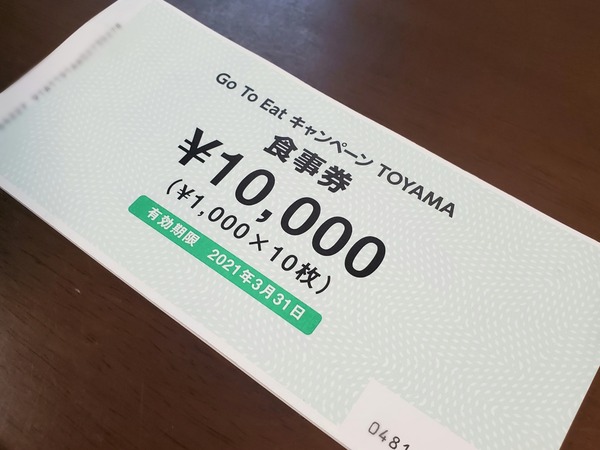 Go To Eat キャンペーン TOYAMA
食事券
¥10,000
(¥1,000×10枚)
有効期限 2021年3月31日
0481